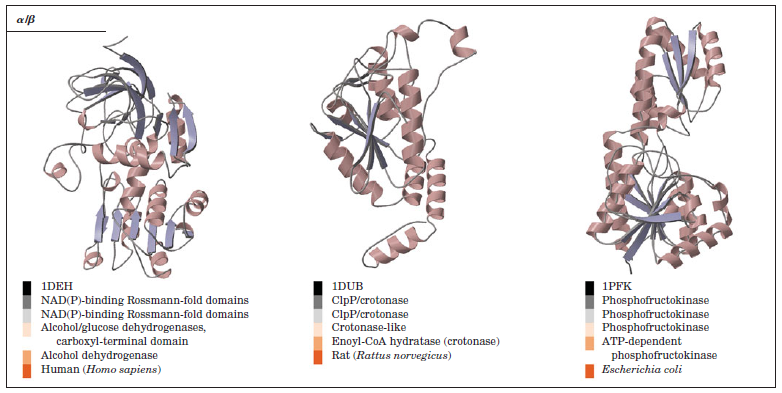 α/β
1DEH
NAD(P)-binding Rossmann-fold domains
NAD(P)-binding Rossmann-fold domains
Alcohol/glucose dehydrogenases,
carboxyl-terminal domain
Alcohol dehydrogenase
Human (Homo sapiens)
1DUB
ClpP/crotonase
ClpP/crotonase
Crotonase-like
Enoyl-CoA hydratase (crotonase)
Rat (Rattus norvegicus)
1PFK
Phosphofructokinase
Phosphofructokinase
Phosphofructokinase
ATP-dependent
phosphofructokinase
Escherichia coli